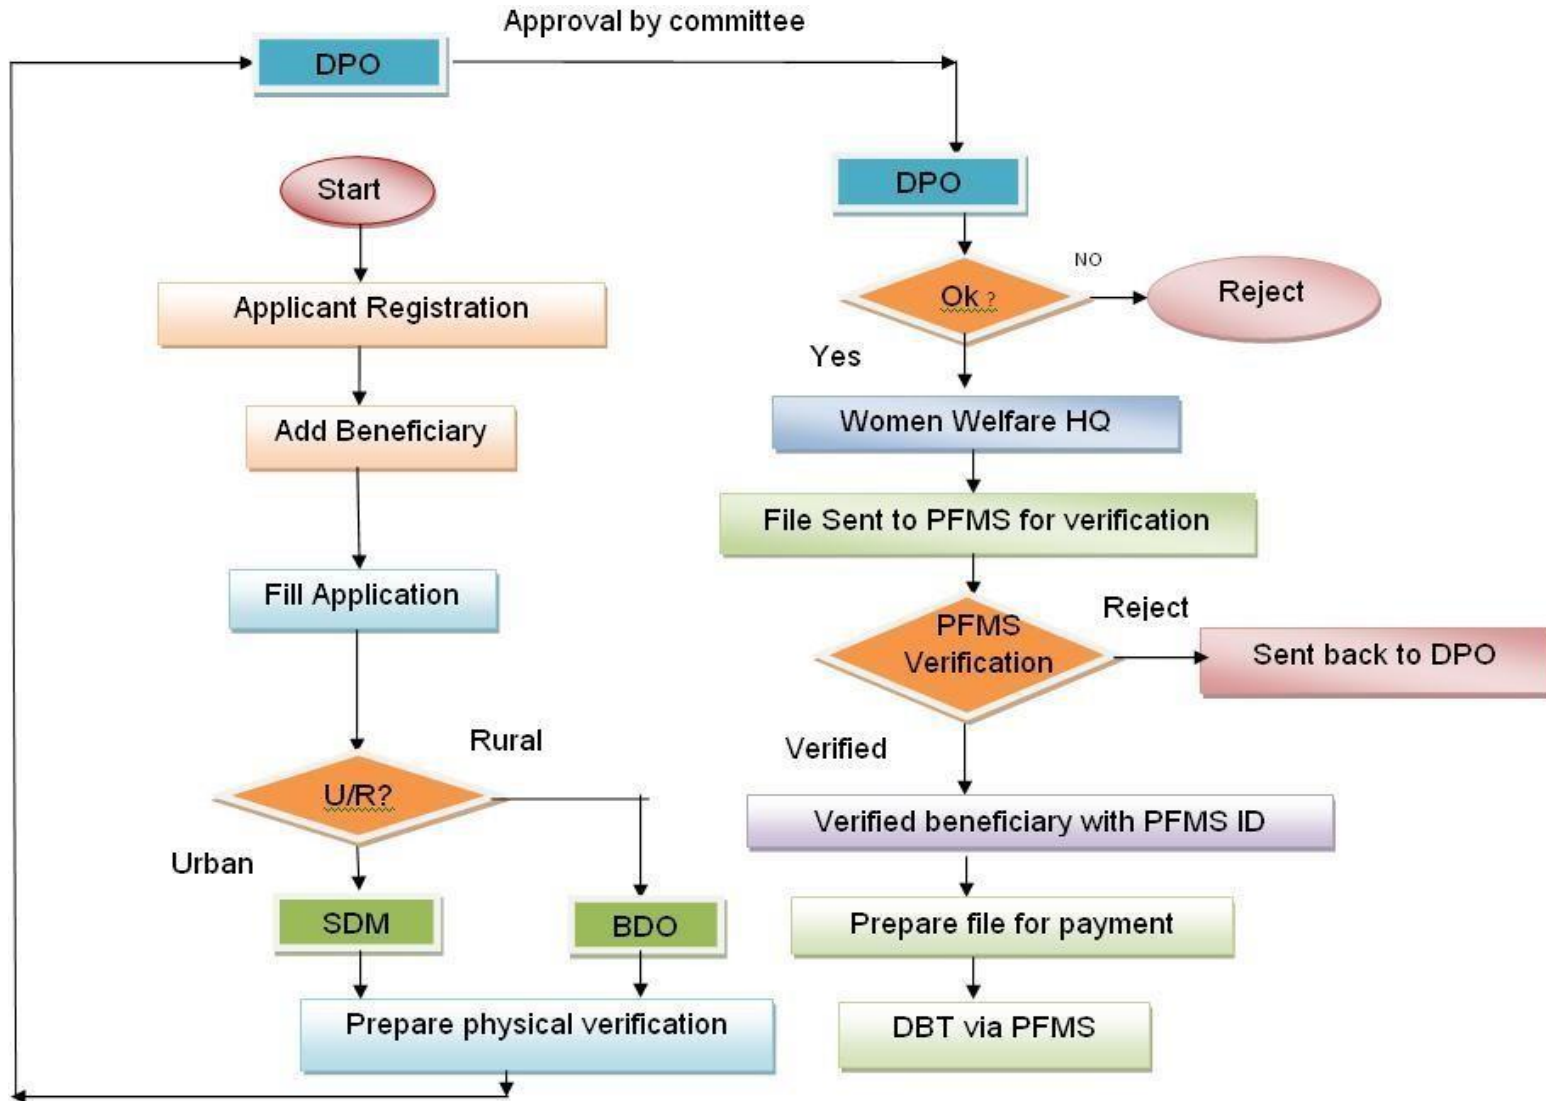 Approval by committee
DPO
Start
Applicant Registration
Add Beneficiary
Fill Application
Rural
U/R?
Urban
SDM
BDO
Prepare physical verification
DPO
NO
Ok ?
Reject
Yes
Women Welfare HQ
File Sent to PFMS for verification
Reject
PFMS
Verification
Sent back to DPO
Verified
Verified beneficiary with PFMS ID
Prepare file for payment
DBT via PFMS